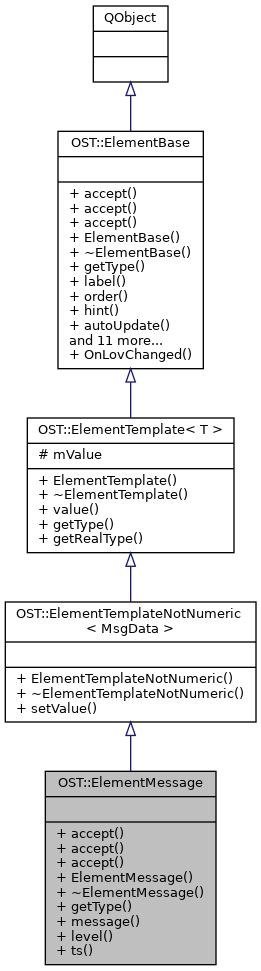 QObject
OST::ElementBase
+ accept()
+ accept()
+ accept()
+ ElementBase()
+ ~ElementBase()
+ getType()
+ label()
+ order()
+ hint()
+ autoUpdate()
and 11 more...
+ OnLovChanged()
OST::ElementTemplate< T >
# mValue
+ ElementTemplate()
+ ~ElementTemplate()
+ value()
+ getType()
+ getRealType()
OST::ElementTemplateNotNumeric
< MsgData >
+ ElementTemplateNotNumeric()
+ ~ElementTemplateNotNumeric()
+ setValue()
OST::ElementMessage
+ accept()
+ accept()
+ accept()
+ ElementMessage()
+ ~ElementMessage()
+ getType()
+ message()
+ level()
+ ts()